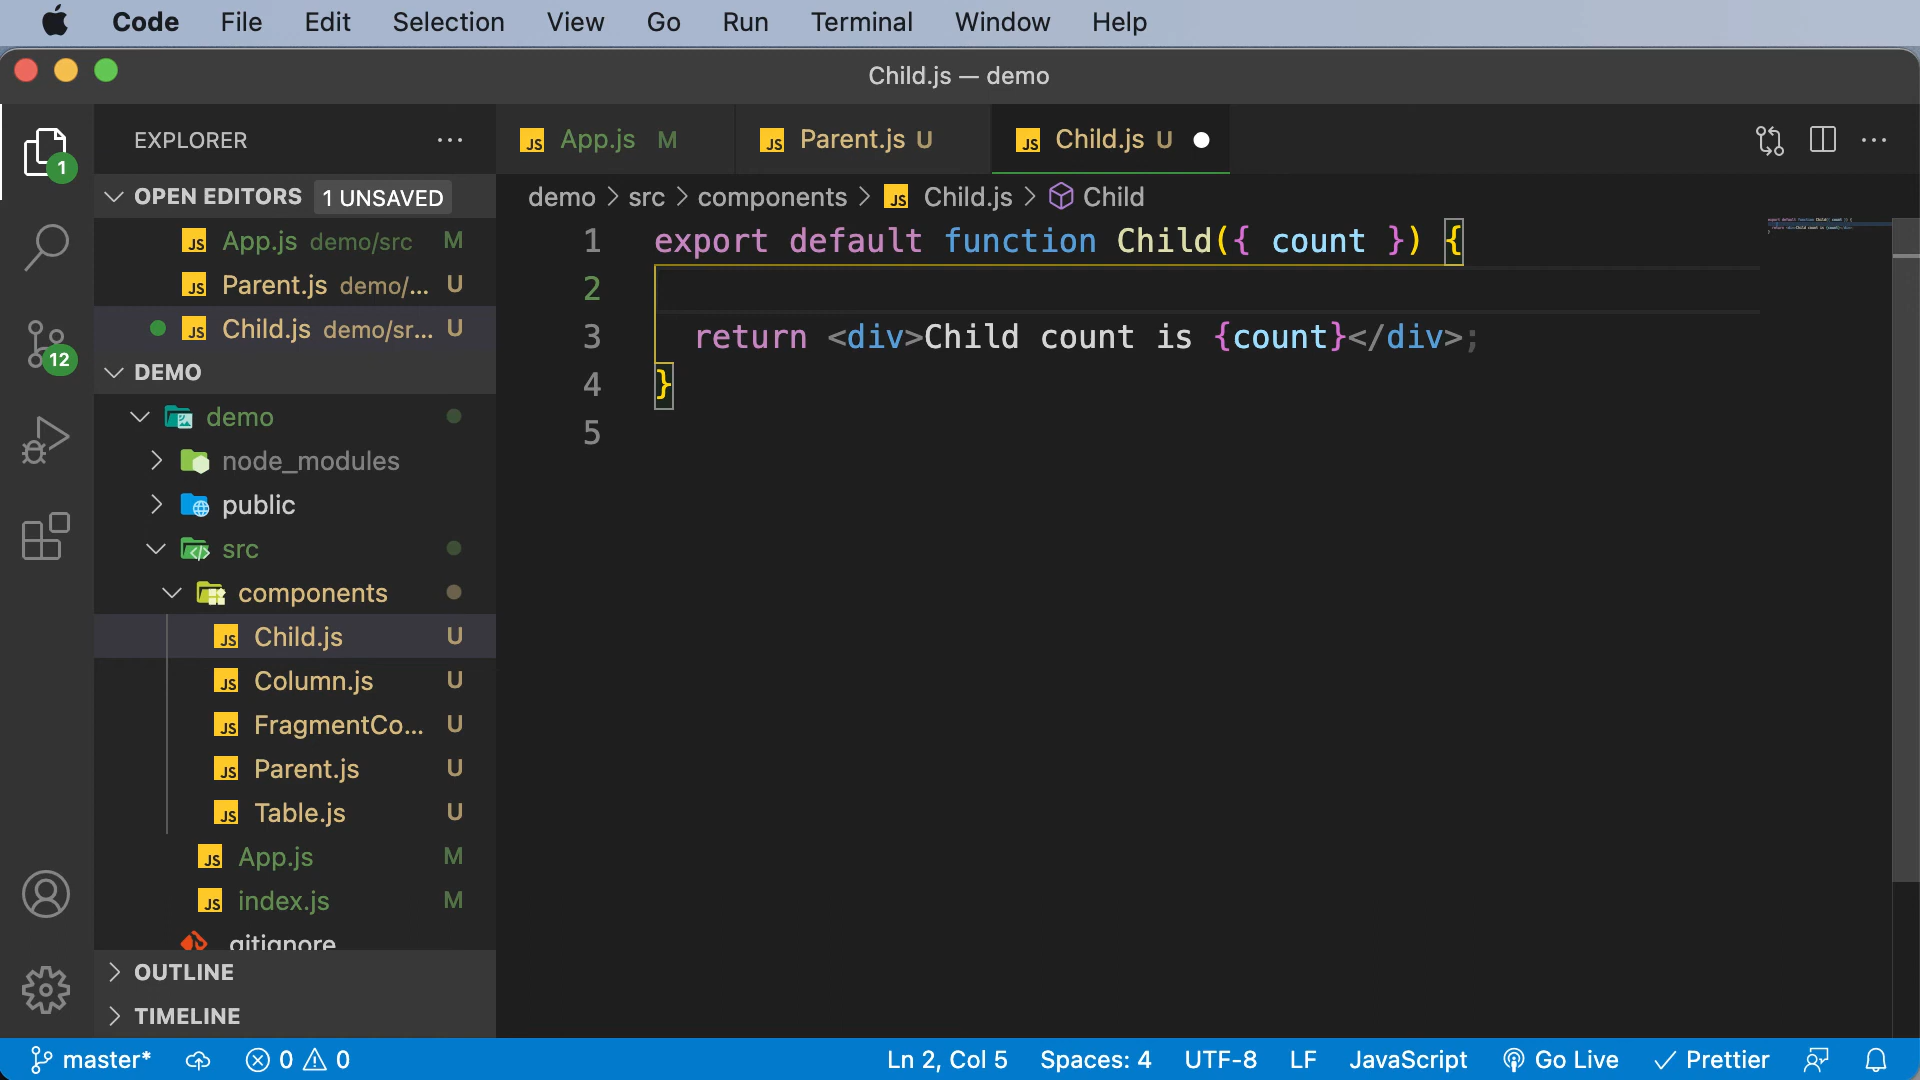 Code File Edit Selection View Go Run Terminal Window Help
Child.js — demo
EXPLORER ...
App.js M
Parent.js U
Child.js U
OPEN EDITORS 1 UNSAVED
App.js demo/src M
Parent.js demo/... U
Child.js demo/sr... U
DEMO
demo
node_modules
public
src
components
Child.js U
Column.js U
FragmentCo... U
Parent.js U
Table.js U
App.js M
index.js M
.gitignore
OUTLINE
TIMELINE
1
12
demo > src > components > JS Child.js > Child
1 export default function Child({ count }) {
2
3 return <div>Child count is {count}</div>;
4 }
5
master* 0 0 Ln 2, Col 5 Spaces: 4 UTF-8 LF JavaScript Go Live Prettier